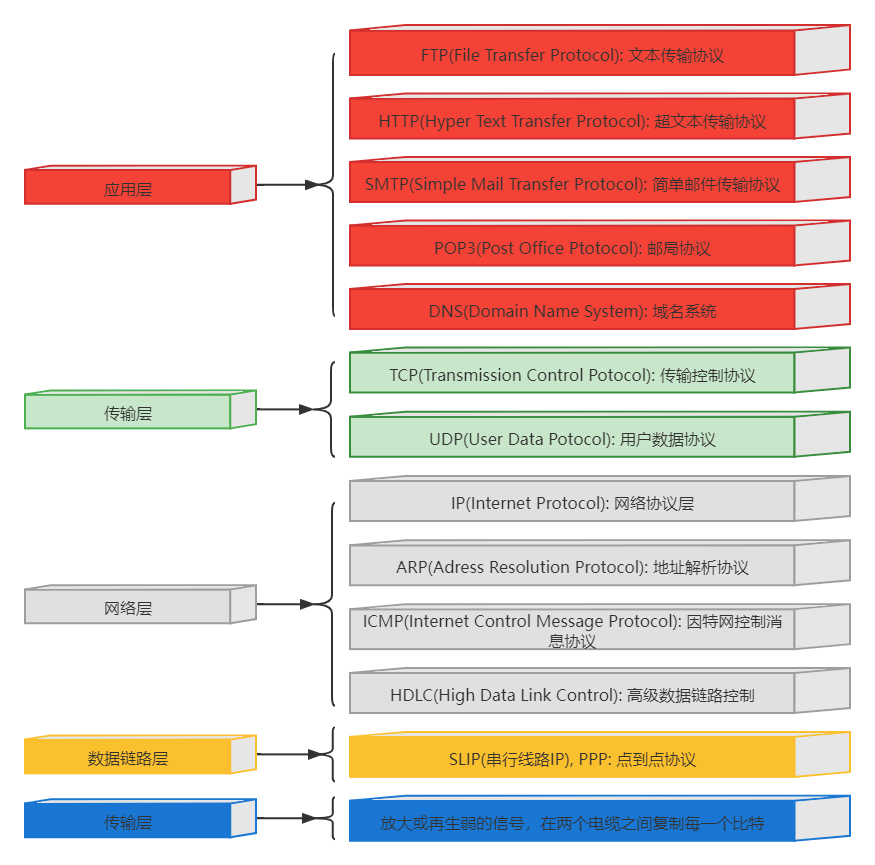 应用层
FTP(File Transfer Protocol): 文本传输协议
HTTP(Hyper Text Transfer Protocol): 超文本传输协议
SMTP(Simple Mail Transfer Protocol): 简单邮件传输协议
POP3(Post Office Ptotocol): 邮局协议
DNS(Domain Name System): 域名系统
传输层
TCP(Transmission Control Potocol): 传输控制协议
UDP(User Data Potocol): 用户数据协议
网络层
IP(Internet Protocol): 网络协议层
ARP(Adress Resolution Protocol): 地址解析协议
ICMP(Internet Control Message Protocol): 因特网控制消
息协议
HDLC(High Data Link Control): 高级数据链路控制
数据链路层
SLIP(串行线路IP), PPP: 点到点协议
传输层
放大或再生弱的信号，在两个电缆之间复制每一个比特